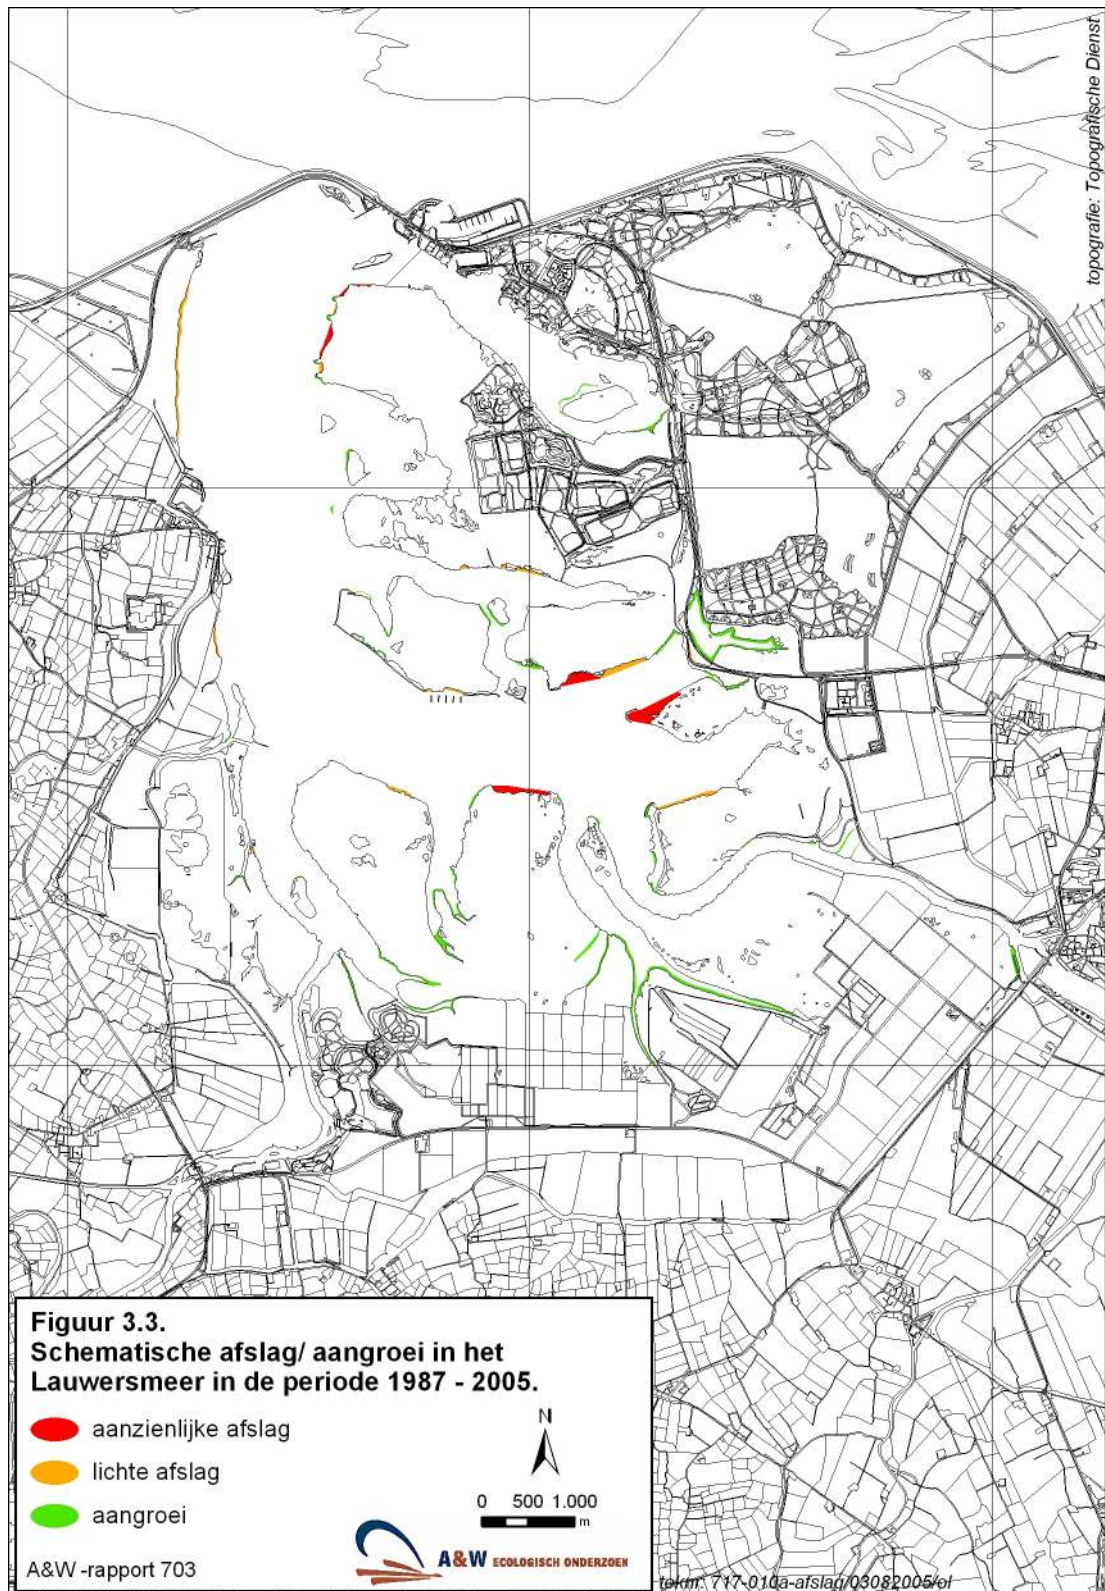 topografie: Topografische Dienst
Figuur 3.3.
Schematische afslag/ aangroei in het
Lauwersmeer in de periode 1987 - 2005.
aanzienlijke afslag
lichte afslag
aangroei
N
0 500 1.000
m
A&W -rapport 703
A&W ECOLOGISCH ONDERZOEK
teknr: 717-010a-afslag/03082005/ol